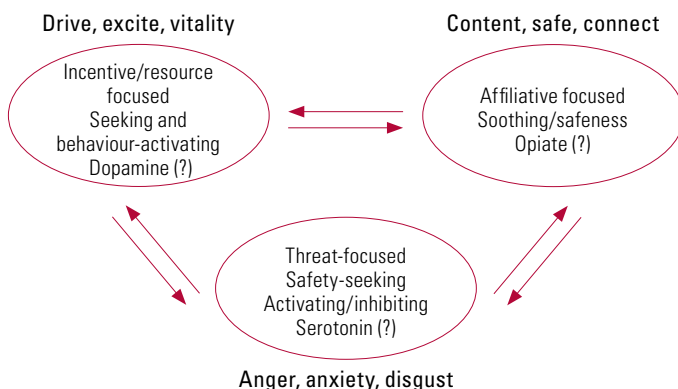 Drive, excite, vitality
Incentive/resource
focused
Seeking and
behaviour-activating
Dopamine (?)
Content, safe, connect
Affiliative focused
Soothing/safeness
Opiate (?)
Threat-focused
Safety-seeking
Activating/inhibiting
Serotonin (?)
Anger, anxiety, disgust